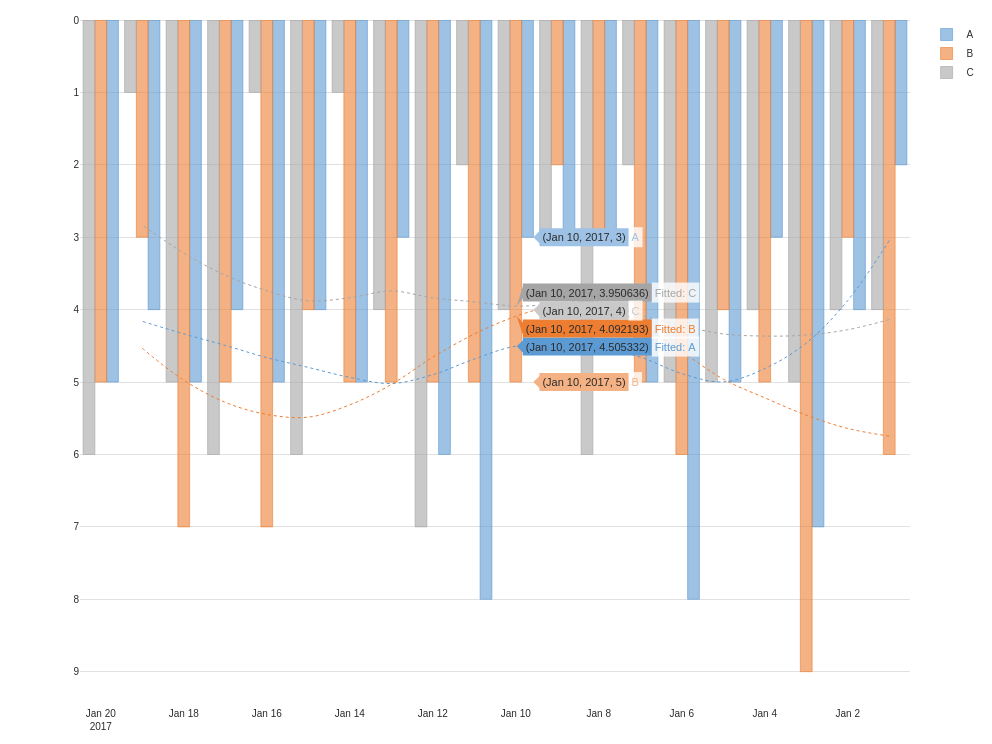 0
A
B
C
1
2
3
(Jan 10, 2017, 3) A
(Jan 10, 2017, 3.950636) Fitted: C
(Jan 10, 2017, 4) C
4
(Jan 10, 2017, 4.092193) Fitted: B
(Jan 10, 2017, 4.505332) Fitted: A
(Jan 10, 2017, 5) B
5
6
7
8
9
Jan 20 Jan 18 Jan 16 Jan 14 Jan 12 Jan 10 Jan 8 Jan 6 Jan 4 Jan 2
2017